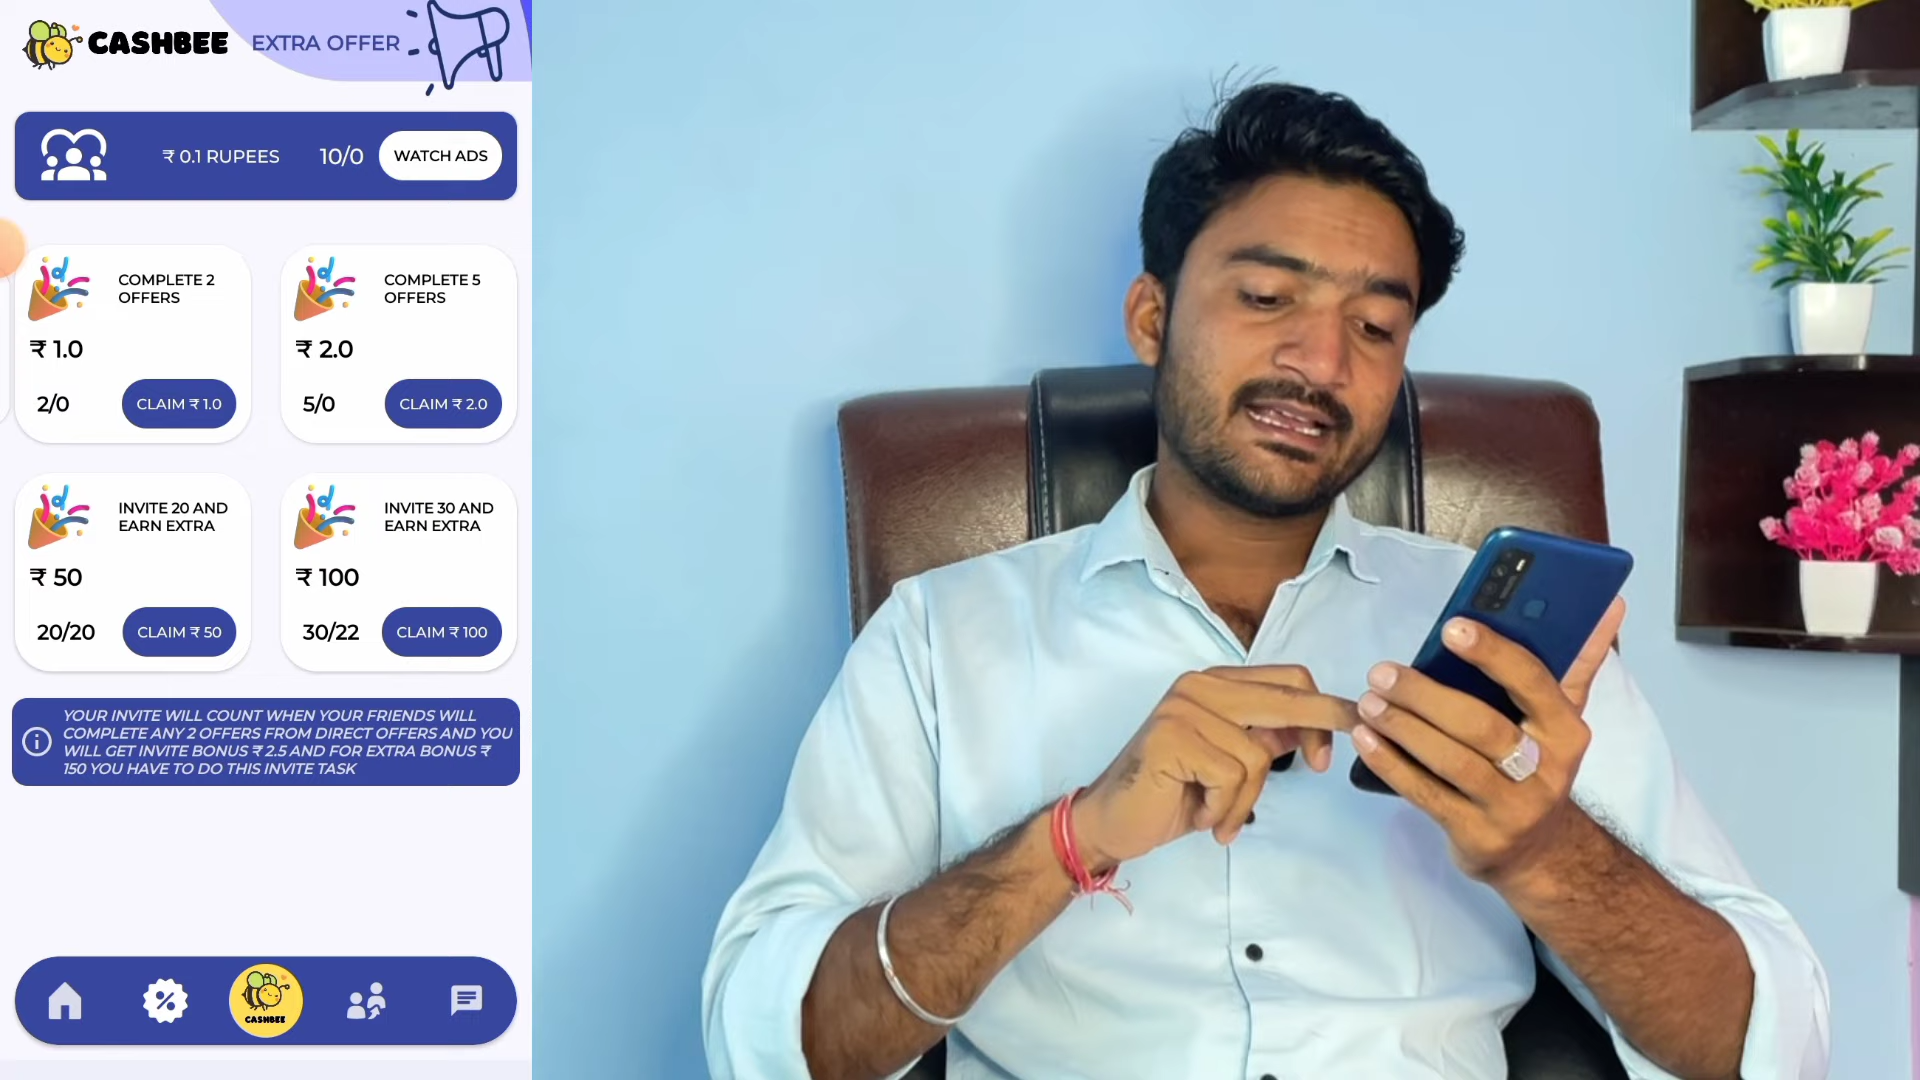 CASHBEE
EXTRA OFFER
₹ 0.1 RUPEES
10/0
WATCH ADS
COMPLETE 2
OFFERS
₹ 1.0
2/0
CLAIM ₹ 1.0
COMPLETE 5
OFFERS
₹ 2.0
5/0
CLAIM ₹ 2.0
INVITE 20 AND
EARN EXTRA
₹ 50
20/20
CLAIM ₹ 50
INVITE 30 AND
EARN EXTRA
₹ 100
30/22
CLAIM ₹ 100
YOUR INVITE WILL COUNT WHEN YOUR FRIENDS WILL
COMPLETE ANY 2 OFFERS FROM DIRECT OFFERS AND YOU
WILL GET INVITE BONUS ₹ 2.5 AND FOR EXTRA BONUS ₹
150 YOU HAVE TO DO THIS INVITE TASK
CASHBEE